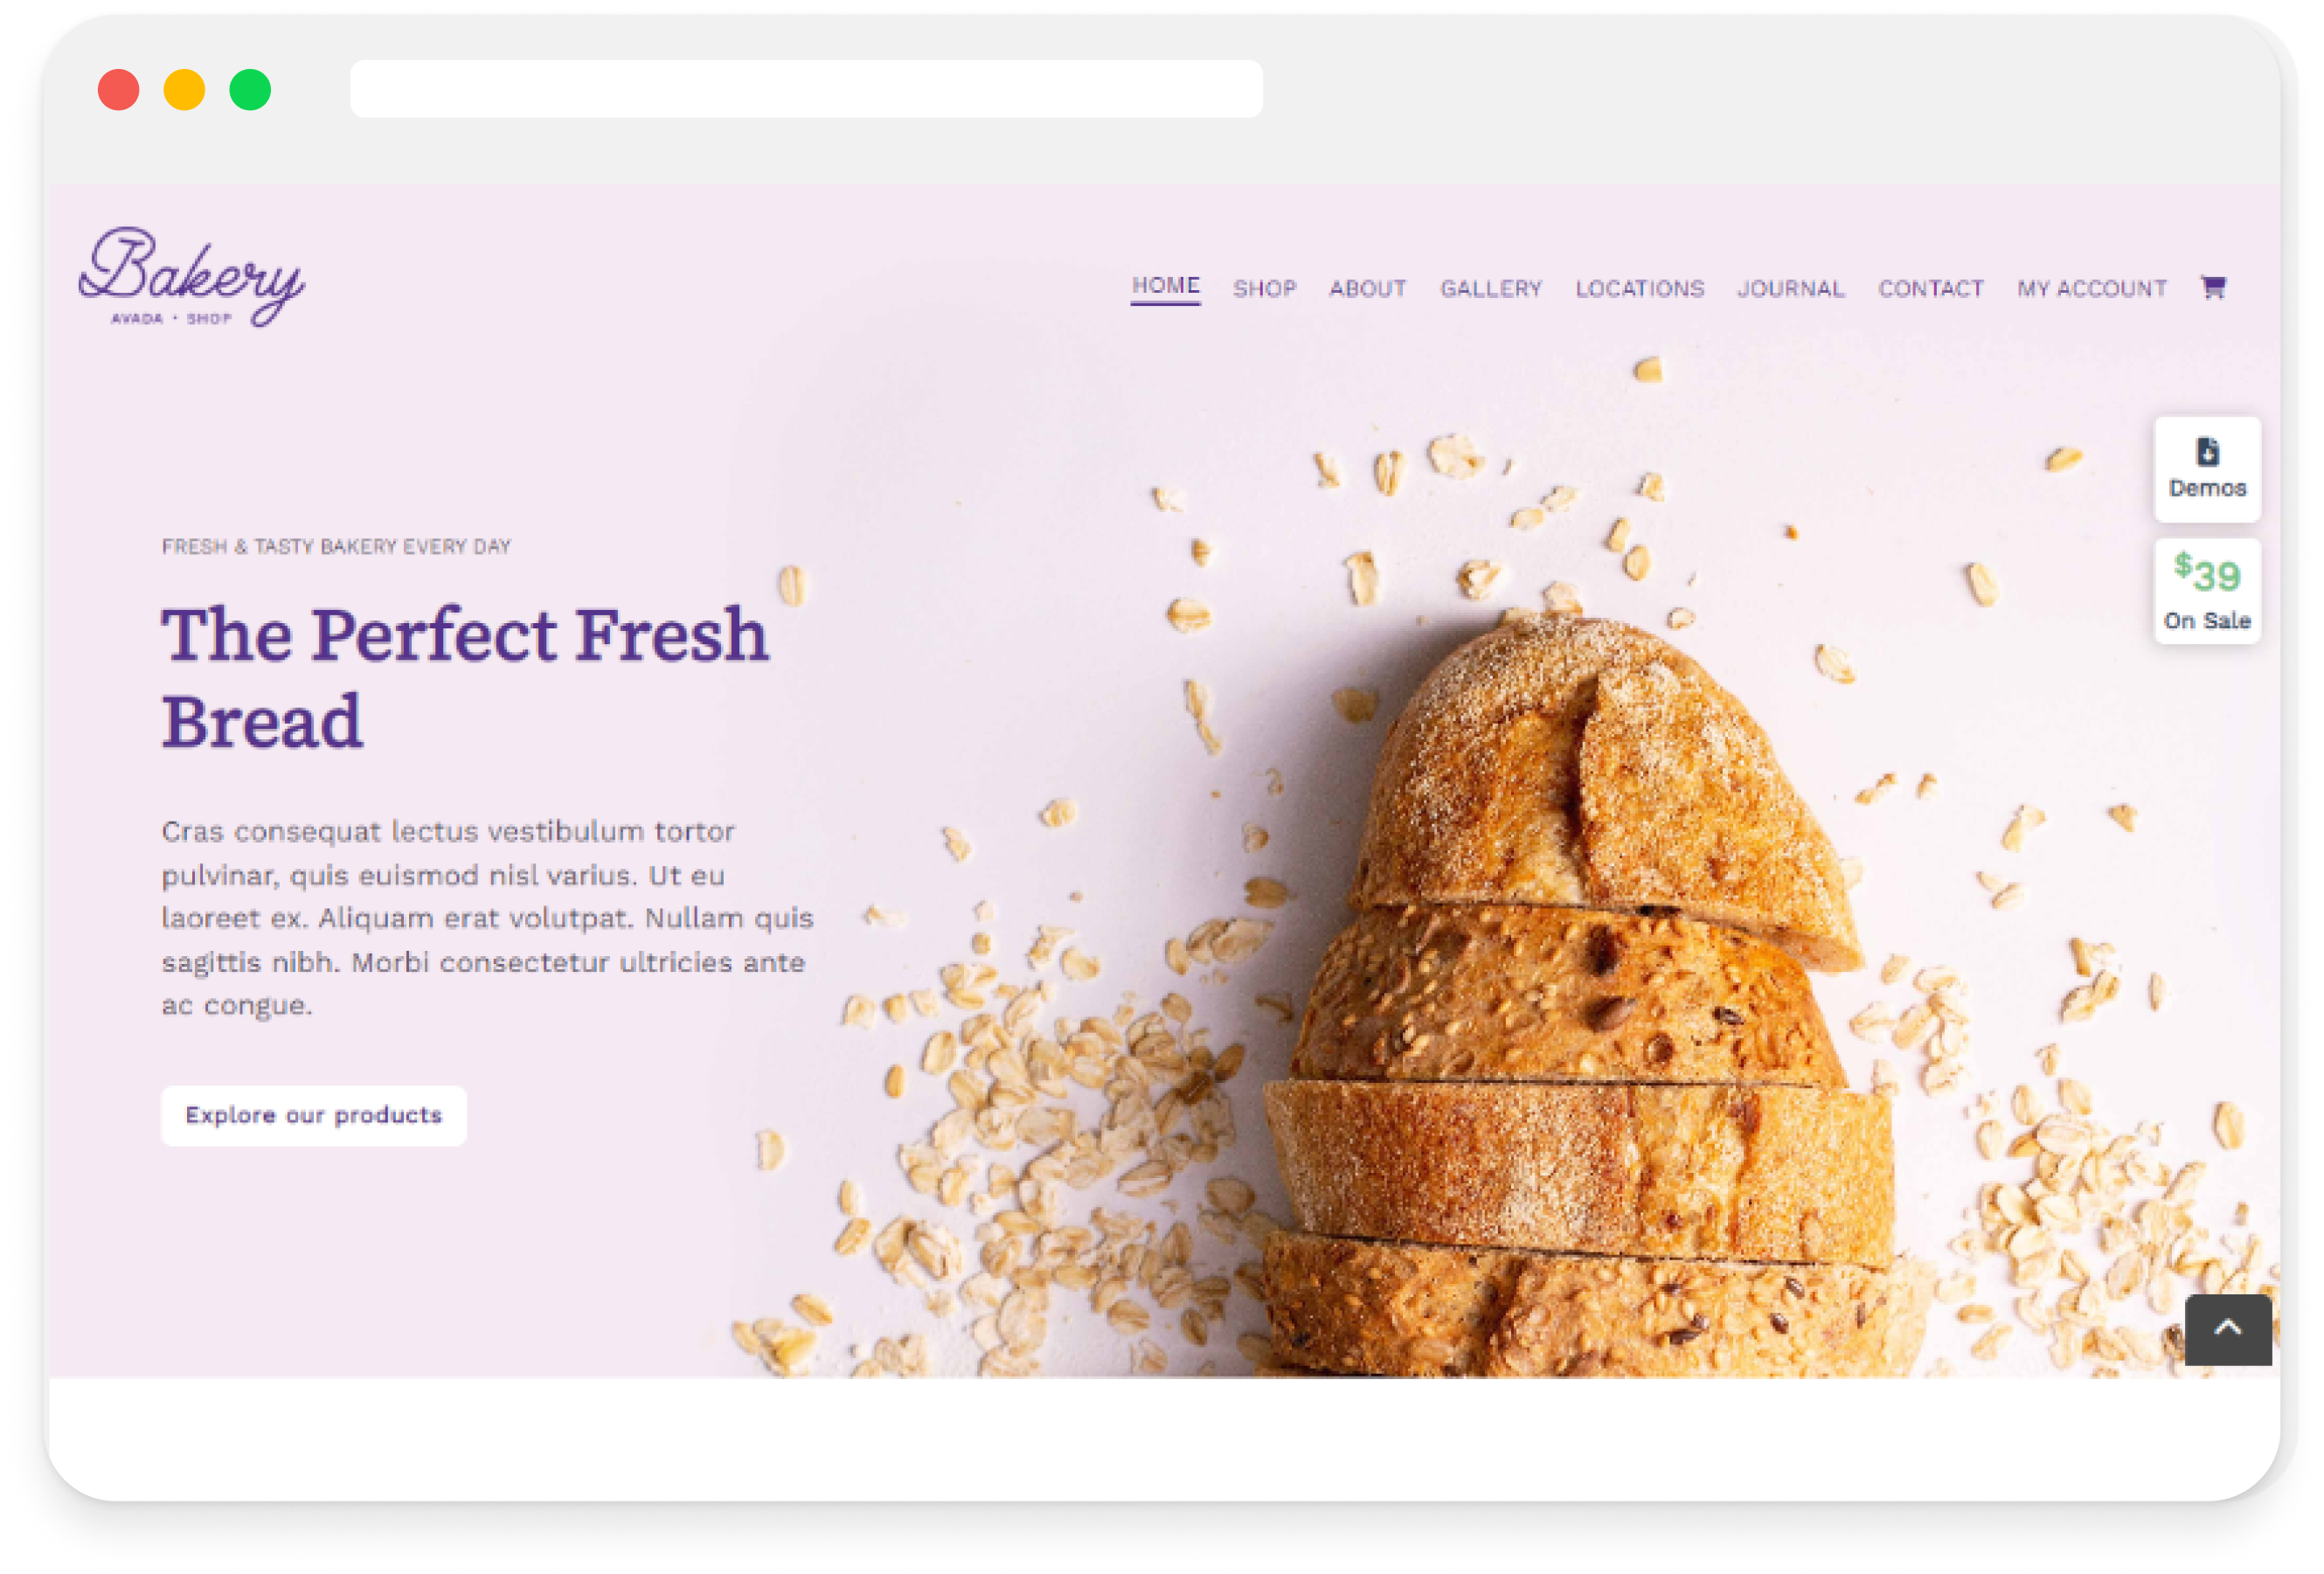 Bakery
AVADA • SHOP
HOME SHOP ABOUT GALLERY LOCATIONS JOURNAL CONTACT MY ACCOUNT
Demos
$39
On Sale
FRESH & TASTY BAKERY EVERY DAY
The Perfect Fresh
Bread
Cras consequat lectus vestibulum tortor
pulvinar, quis euismod nisl varius. Ut eu
laoreet ex. Aliquam erat volutpat. Nullam quis
sagittis nibh. Morbi consectetur ultricies ante
ac congue.
Explore our products